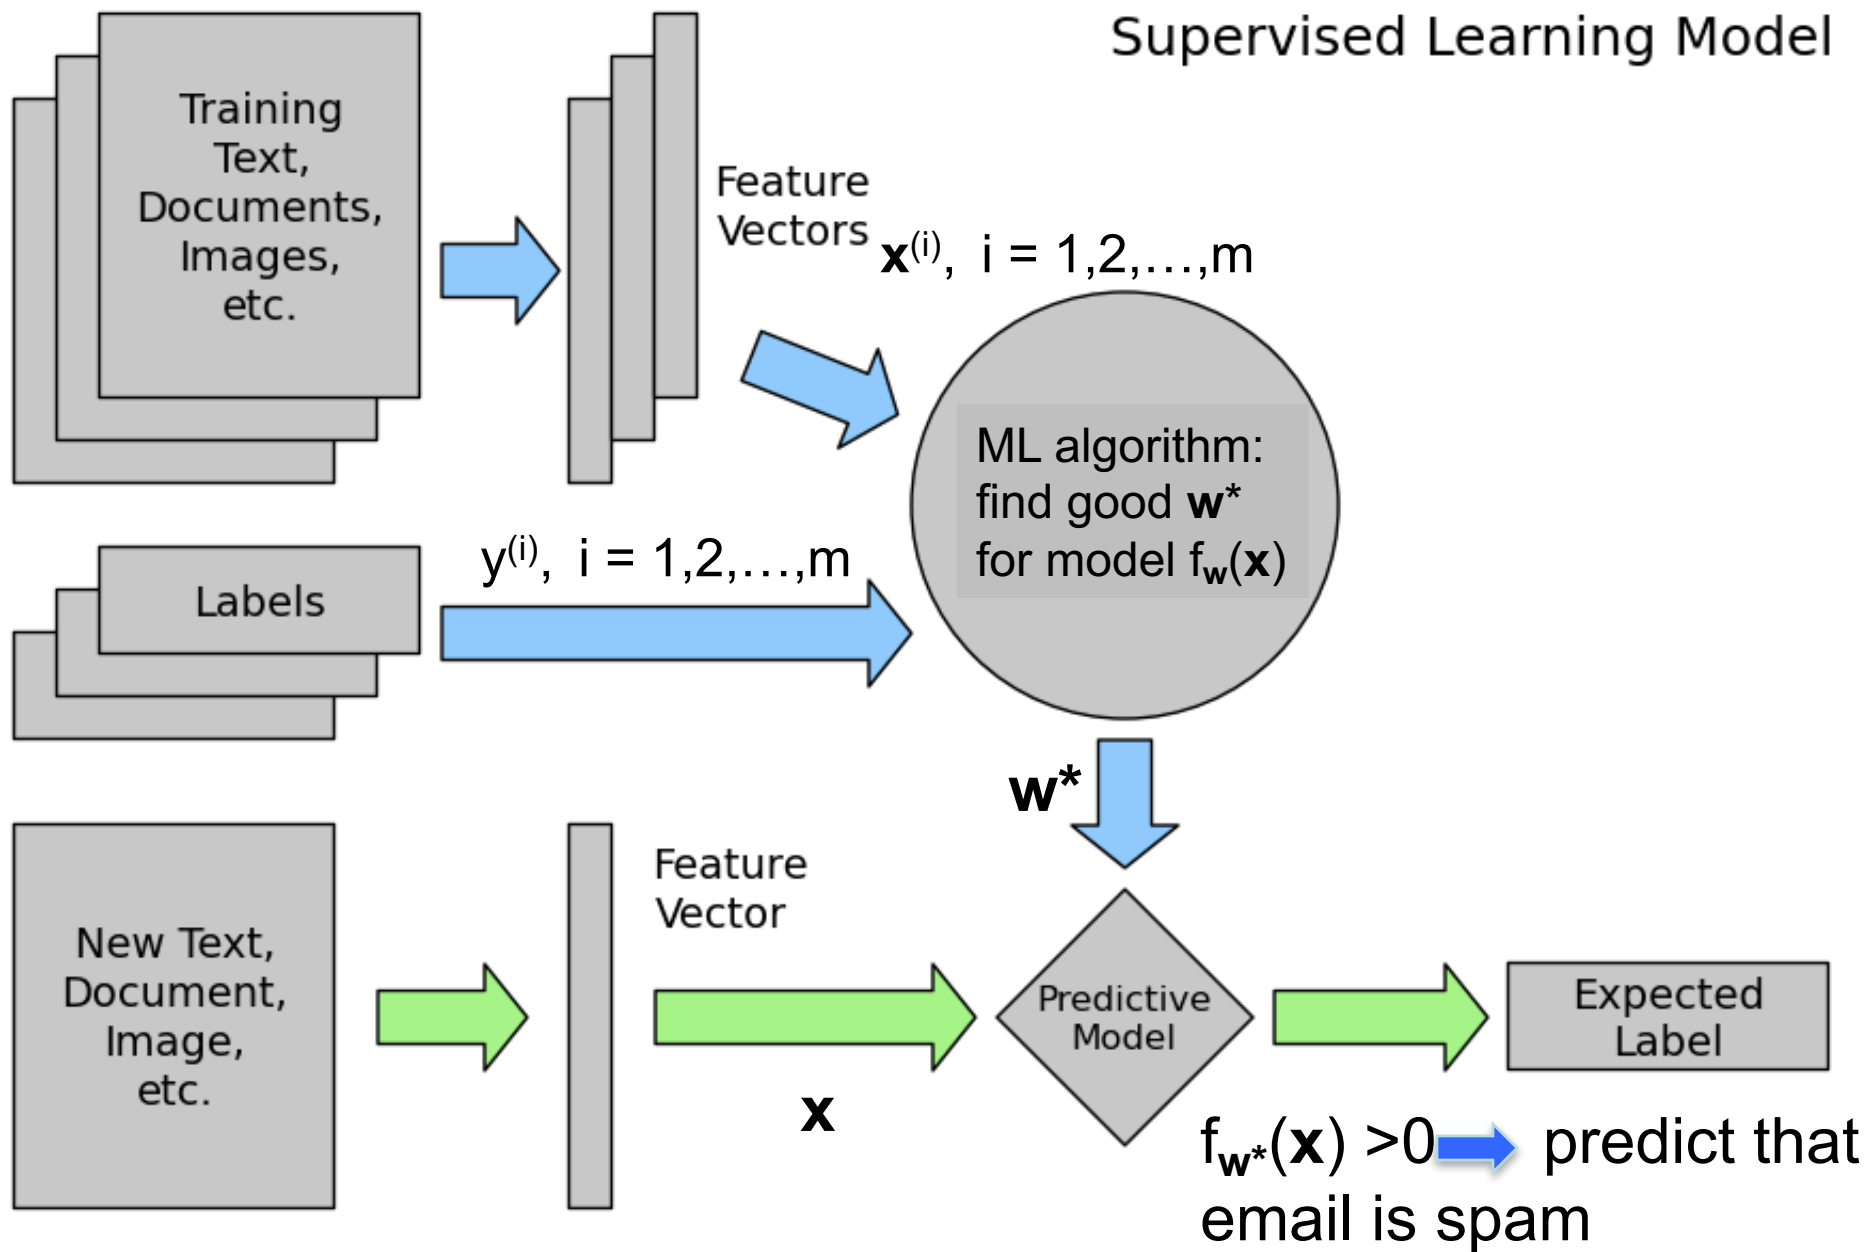 Supervised Learning Model
Training
Text,
Documents,
Images,
etc.
Feature
Vectors
x⁽ⁱ⁾, i = 1,2,…,m
ML algorithm:
find good w*
for model f_w(x)
Labels
y⁽ⁱ⁾, i = 1,2,…,m
w*
New Text,
Document,
Image,
etc.
Feature
Vector
x
Predictive
Model
Expected
Label
f_w*(x) >0 predict that
email is spam